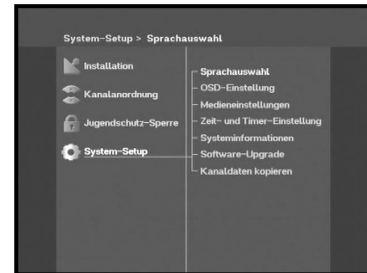 System-Setup > Sprachauswahl
Installation
Kanalanordnung
Jugendschutz-Sperre
System-Setup
Sprachauswahl
OSD-Einstellung
Medieneinstellungen
Zeit- und Timer-Einstellung
Systeminformationen
Software-Upgrade
Kanaldaten kopieren